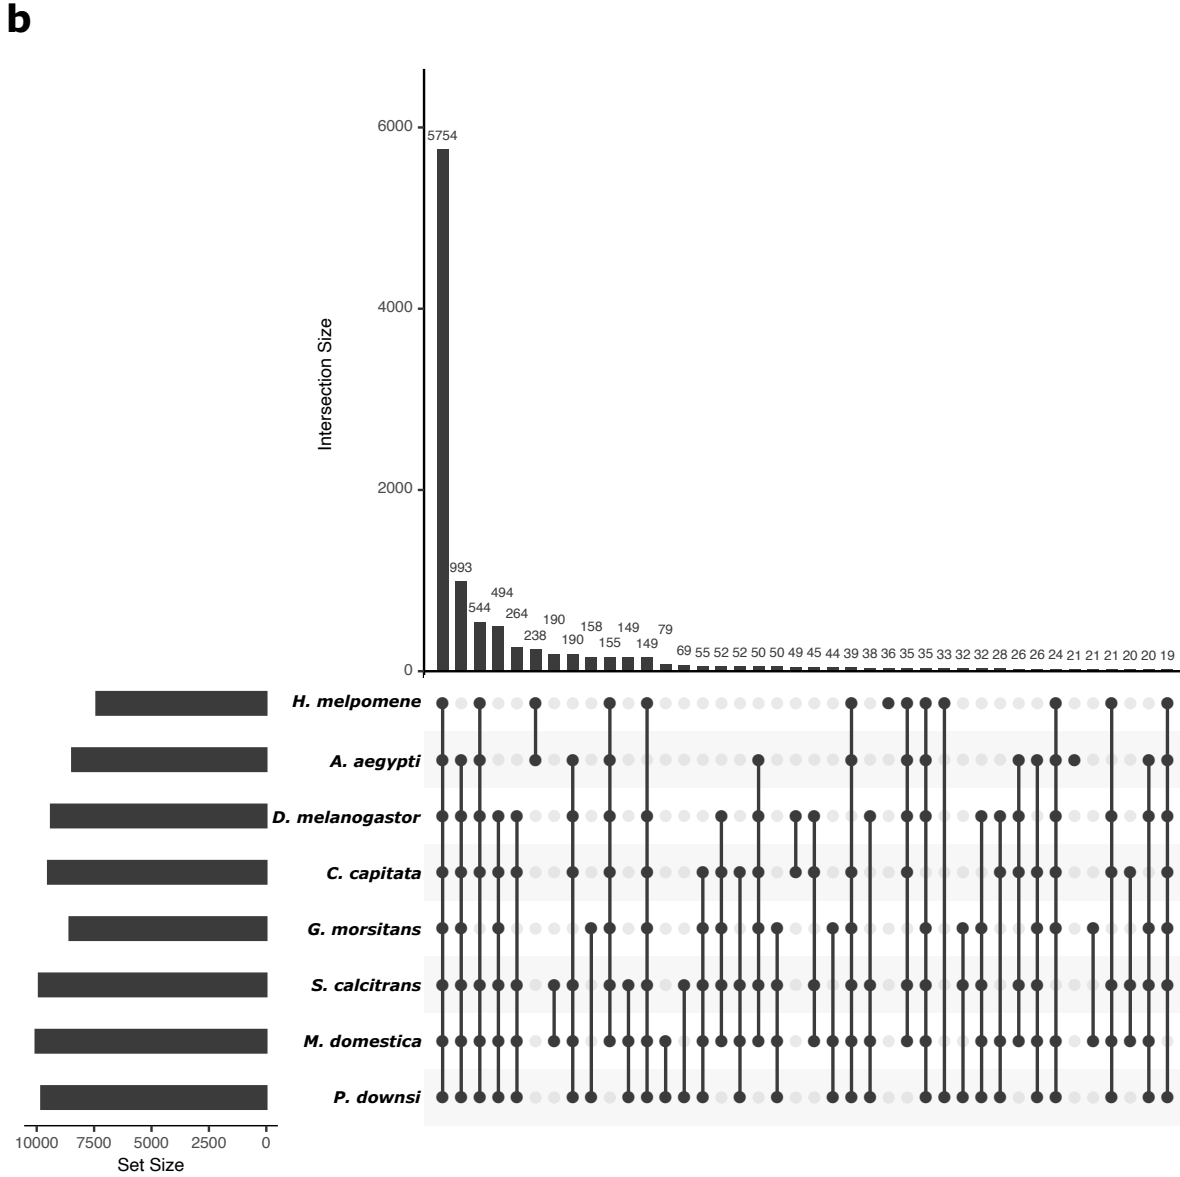 b
6000
4000
2000
0
Intersection Size
5754
993
544
494
264
238
190
190
158
155
149
149
79
69 55 52 52 50 50 49 45 44 39 38 36 35 35 33 32 32 28 26 26 24 21 21 21 20 20 19
H. melpomene
A. aegypti
D. melanogastor
C. capitata
G. morsitans
S. calcitrans
M. domestica
P. downsi
10000 7500 5000 2500 0
Set Size